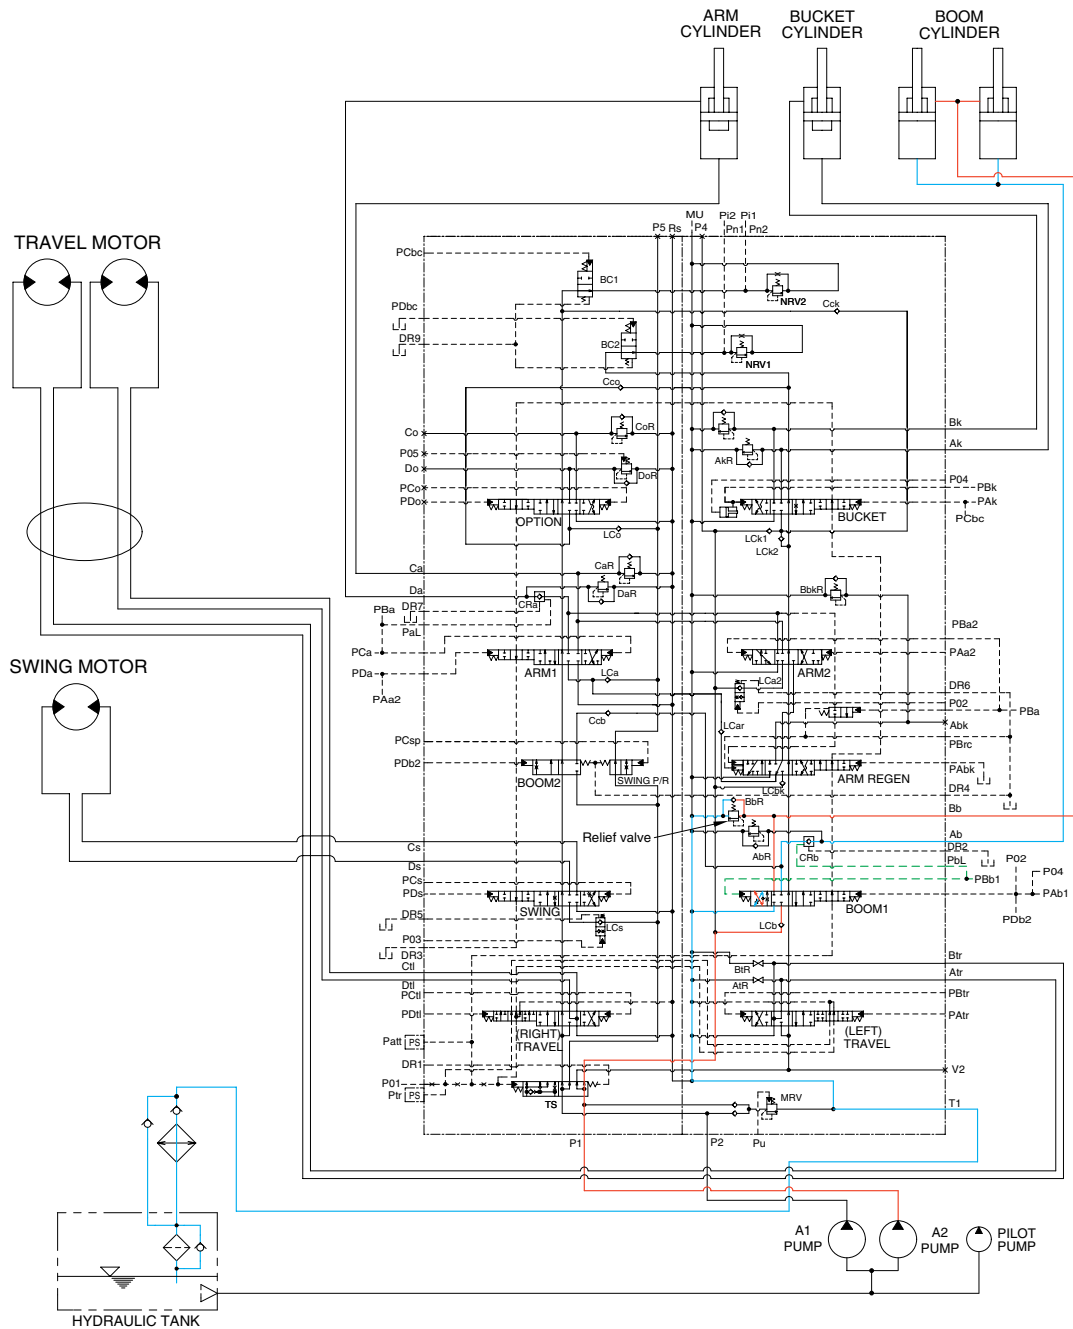 ARM
CYLINDER
BUCKET
CYLINDER
BOOM
CYLINDER
TRAVEL MOTOR
SWING MOTOR
MU
Pi2
Pi1
P5
Rs
P4
Pn1
Pn2
PCbc
BC1
NRV2
Cck
PDbc
DR9
BC2
NRV1
Cco
Co
CoR
Bk
P05
AkR
Ak
Do
DoR
P04
PCo
PBk
PDo
PAk
OPTION
BUCKET
PCbc
LCo
LCk1
LCk2
Ca
CaR
Da
DaR
BbkR
CRa
DR7
PBa
PaL
PBa2
PCa
PAa2
PDa
ARM1
ARM2
LCa
LCa2
DR6
PAa2
P02
PBa
Ccb
LCar
Abk
PCsp
PBrc
PDb2
PAbk
BOOM2
SWING P/R
ARM REGEN
LCbk
DR4
BbR
Bb
Relief valve
AbR
Ab
CRb
DR2
Cs
PbL
P02
Ds
P04
PCs
PBb1
PDs
PAb1
SWING
BOOM1
PDb2
DR5
LCs
LCb
P03
DR3
Btr
Ctl
BtR
Atr
Dtl
AtR
PCtl
PBtr
PDtl
PAtr
(RIGHT)
TRAVEL
(LEFT)
TRAVEL
Patt
PS
DR1
V2
P01
Ptr
PS
TS
MRV
T1
P1
P2
Pu
A1
PUMP
A2
PUMP
PILOT
PUMP
HYDRAULIC TANK